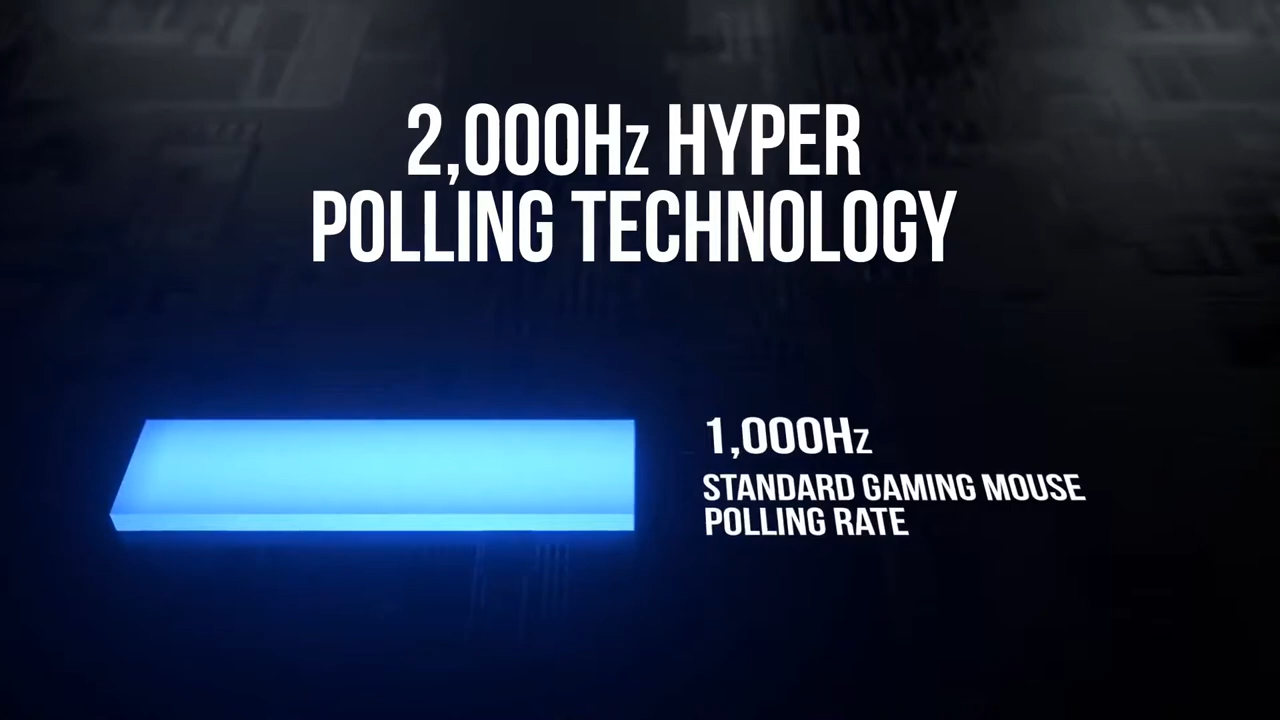 2,000Hz HYPER
POLLING TECHNOLOGY
1,000Hz
STANDARD GAMING MOUSE
POLLING RATE